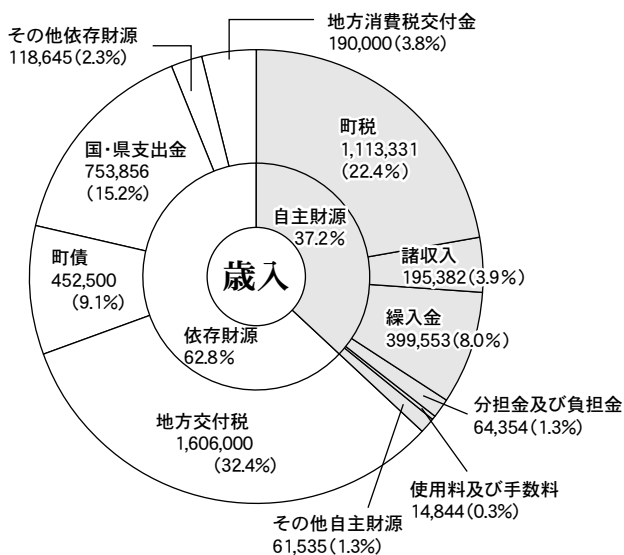 その他依存財源
118,645(2.3%)
地方消費税交付金
190,000(3.8%)
町税
1,113,331
(22.4%)
国・県支出金
753,856
(15.2%)
自主財源
37.2%
諸収入
195,382(3.9%)
町債
452,500
(9.1%)
歳入
繰入金
399,553(8.0%)
依存財源
62.8%
分担金及び負担金
64,354(1.3%)
地方交付税
1,606,000
(32.4%)
使用料及び手数料
14,844(0.3%)
その他自主財源
61,535(1.3%)